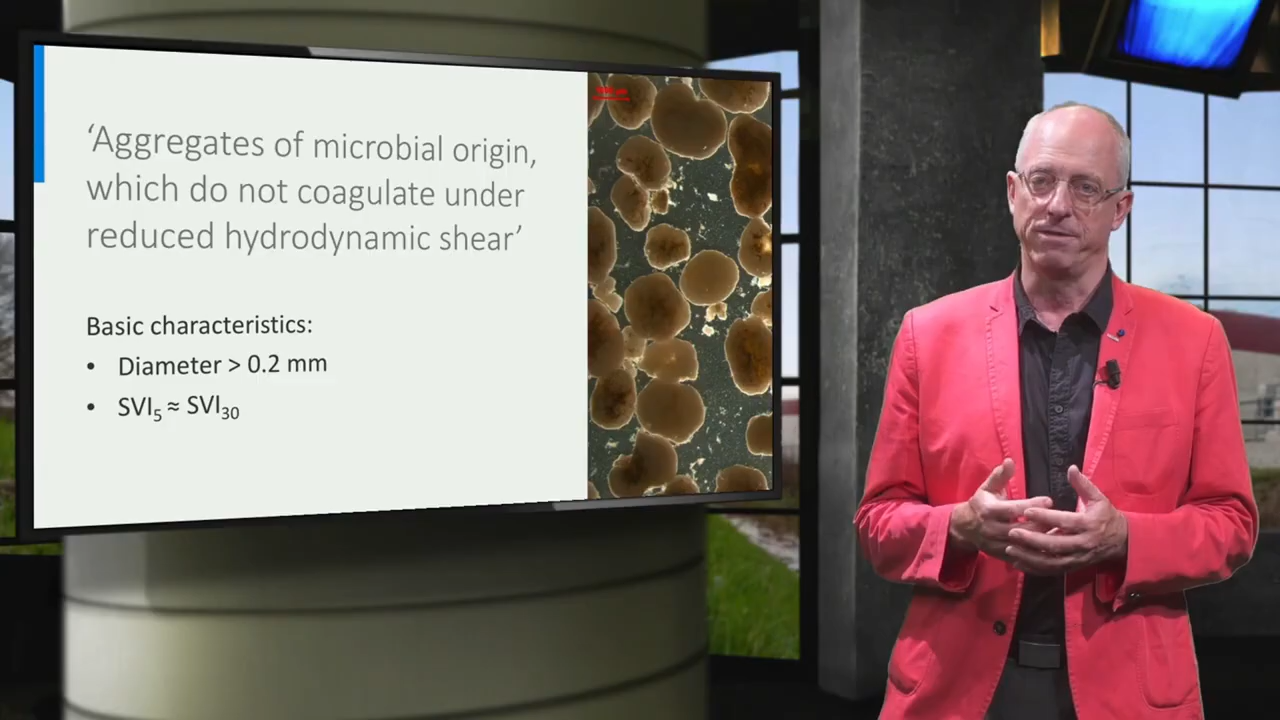 ‘Aggregates of microbial origin,
which do not coagulate under
reduced hydrodynamic shear’
Basic characteristics:
• Diameter > 0.2 mm
• SVI₅ ≈ SVI₃₀